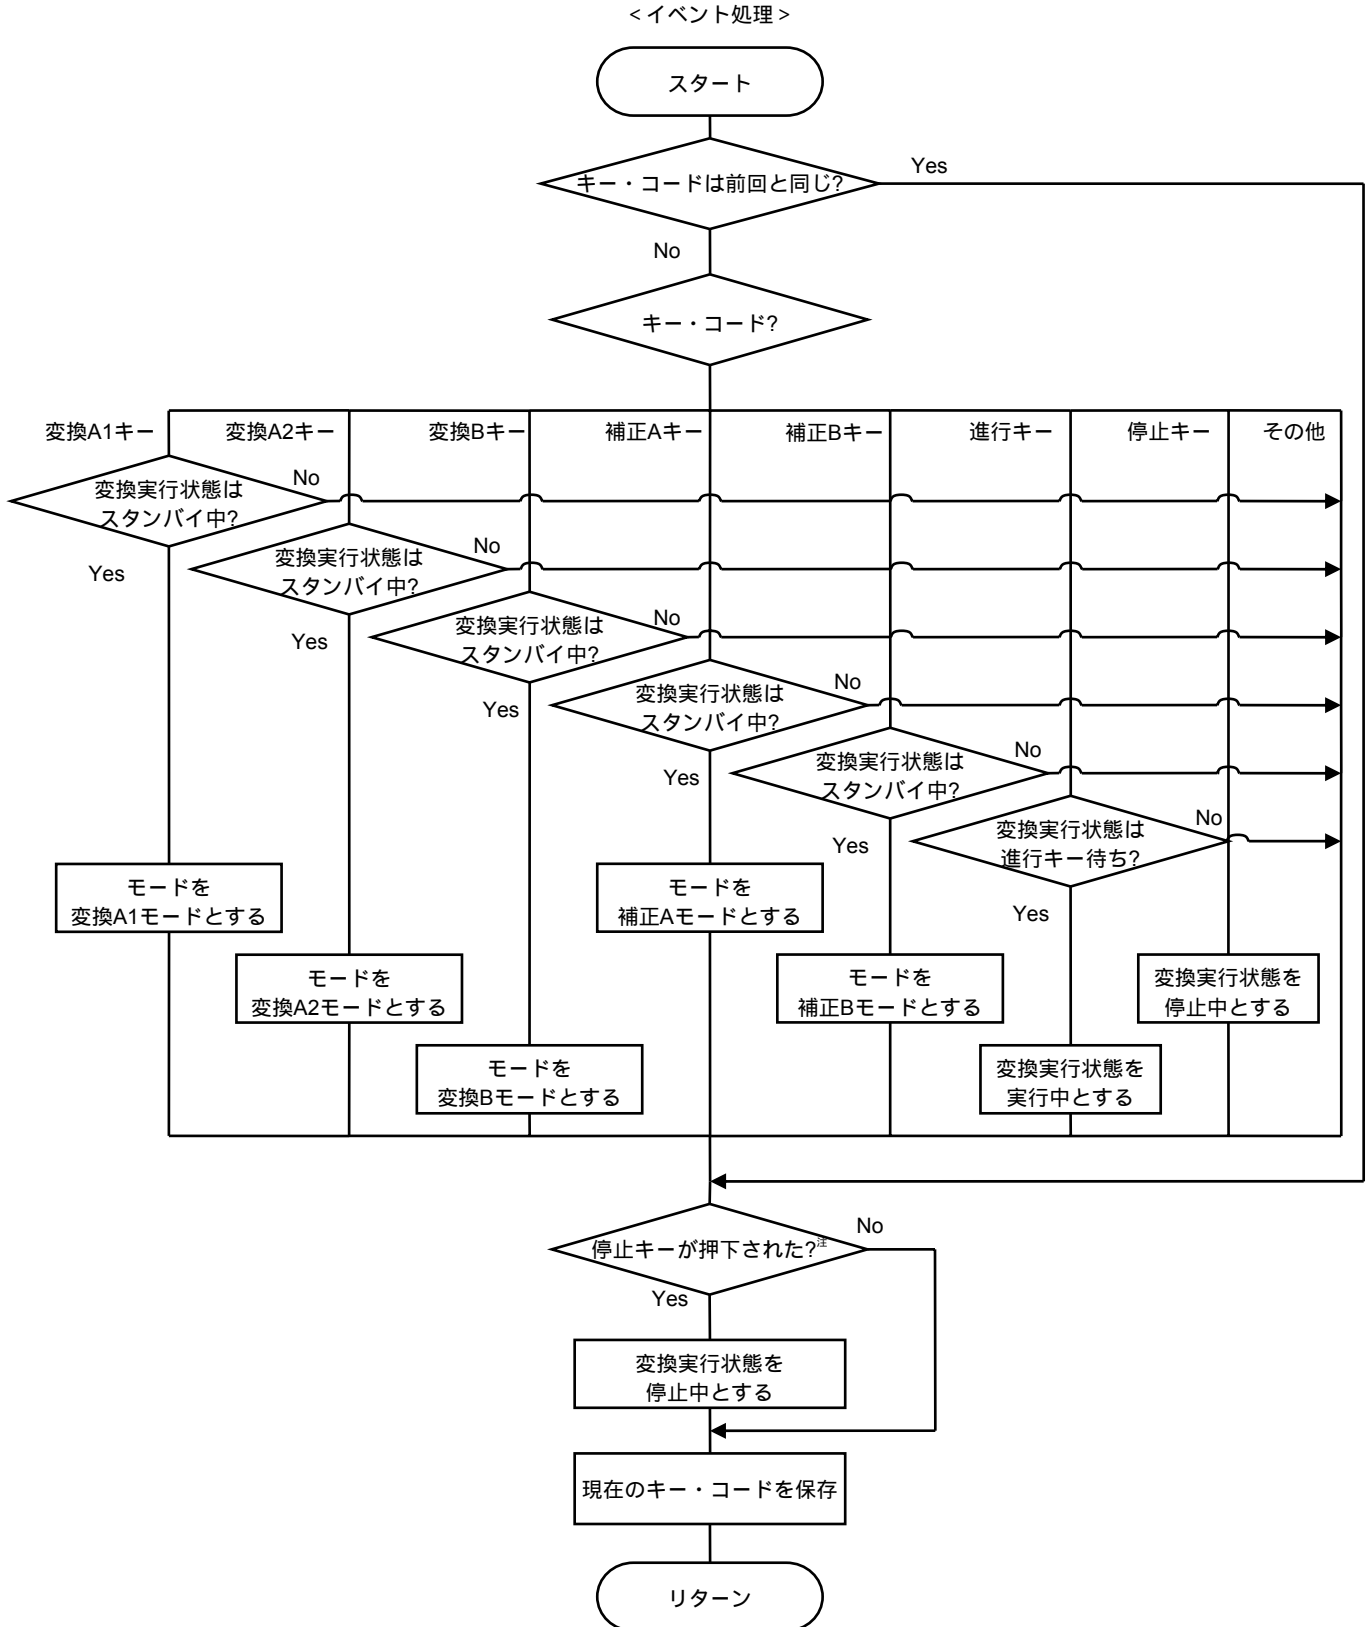 <イベント処理>
スタート
キー・コードは前回と同じ?
Yes
No
キー・コード?
変換A1キー
変換A2キー
変換Bキー
補正Aキー
補正Bキー
進行キー
停止キー
その他
変換実行状態は
スタンバイ中?
No
Yes
変換実行状態は
スタンバイ中?
No
Yes
変換実行状態は
スタンバイ中?
No
Yes
変換実行状態は
スタンバイ中?
No
Yes
変換実行状態は
スタンバイ中?
No
Yes
変換実行状態は
進行キー待ち?
No
Yes
モードを
変換A1モードとする
モードを
補正Aモードとする
モードを
変換A2モードとする
モードを
補正Bモードとする
変換実行状態を
停止中とする
モードを
変換Bモードとする
変換実行状態を
実行中とする
停止キーが押下された?注
No
Yes
変換実行状態を
停止中とする
現在のキー・コードを保存
リターン